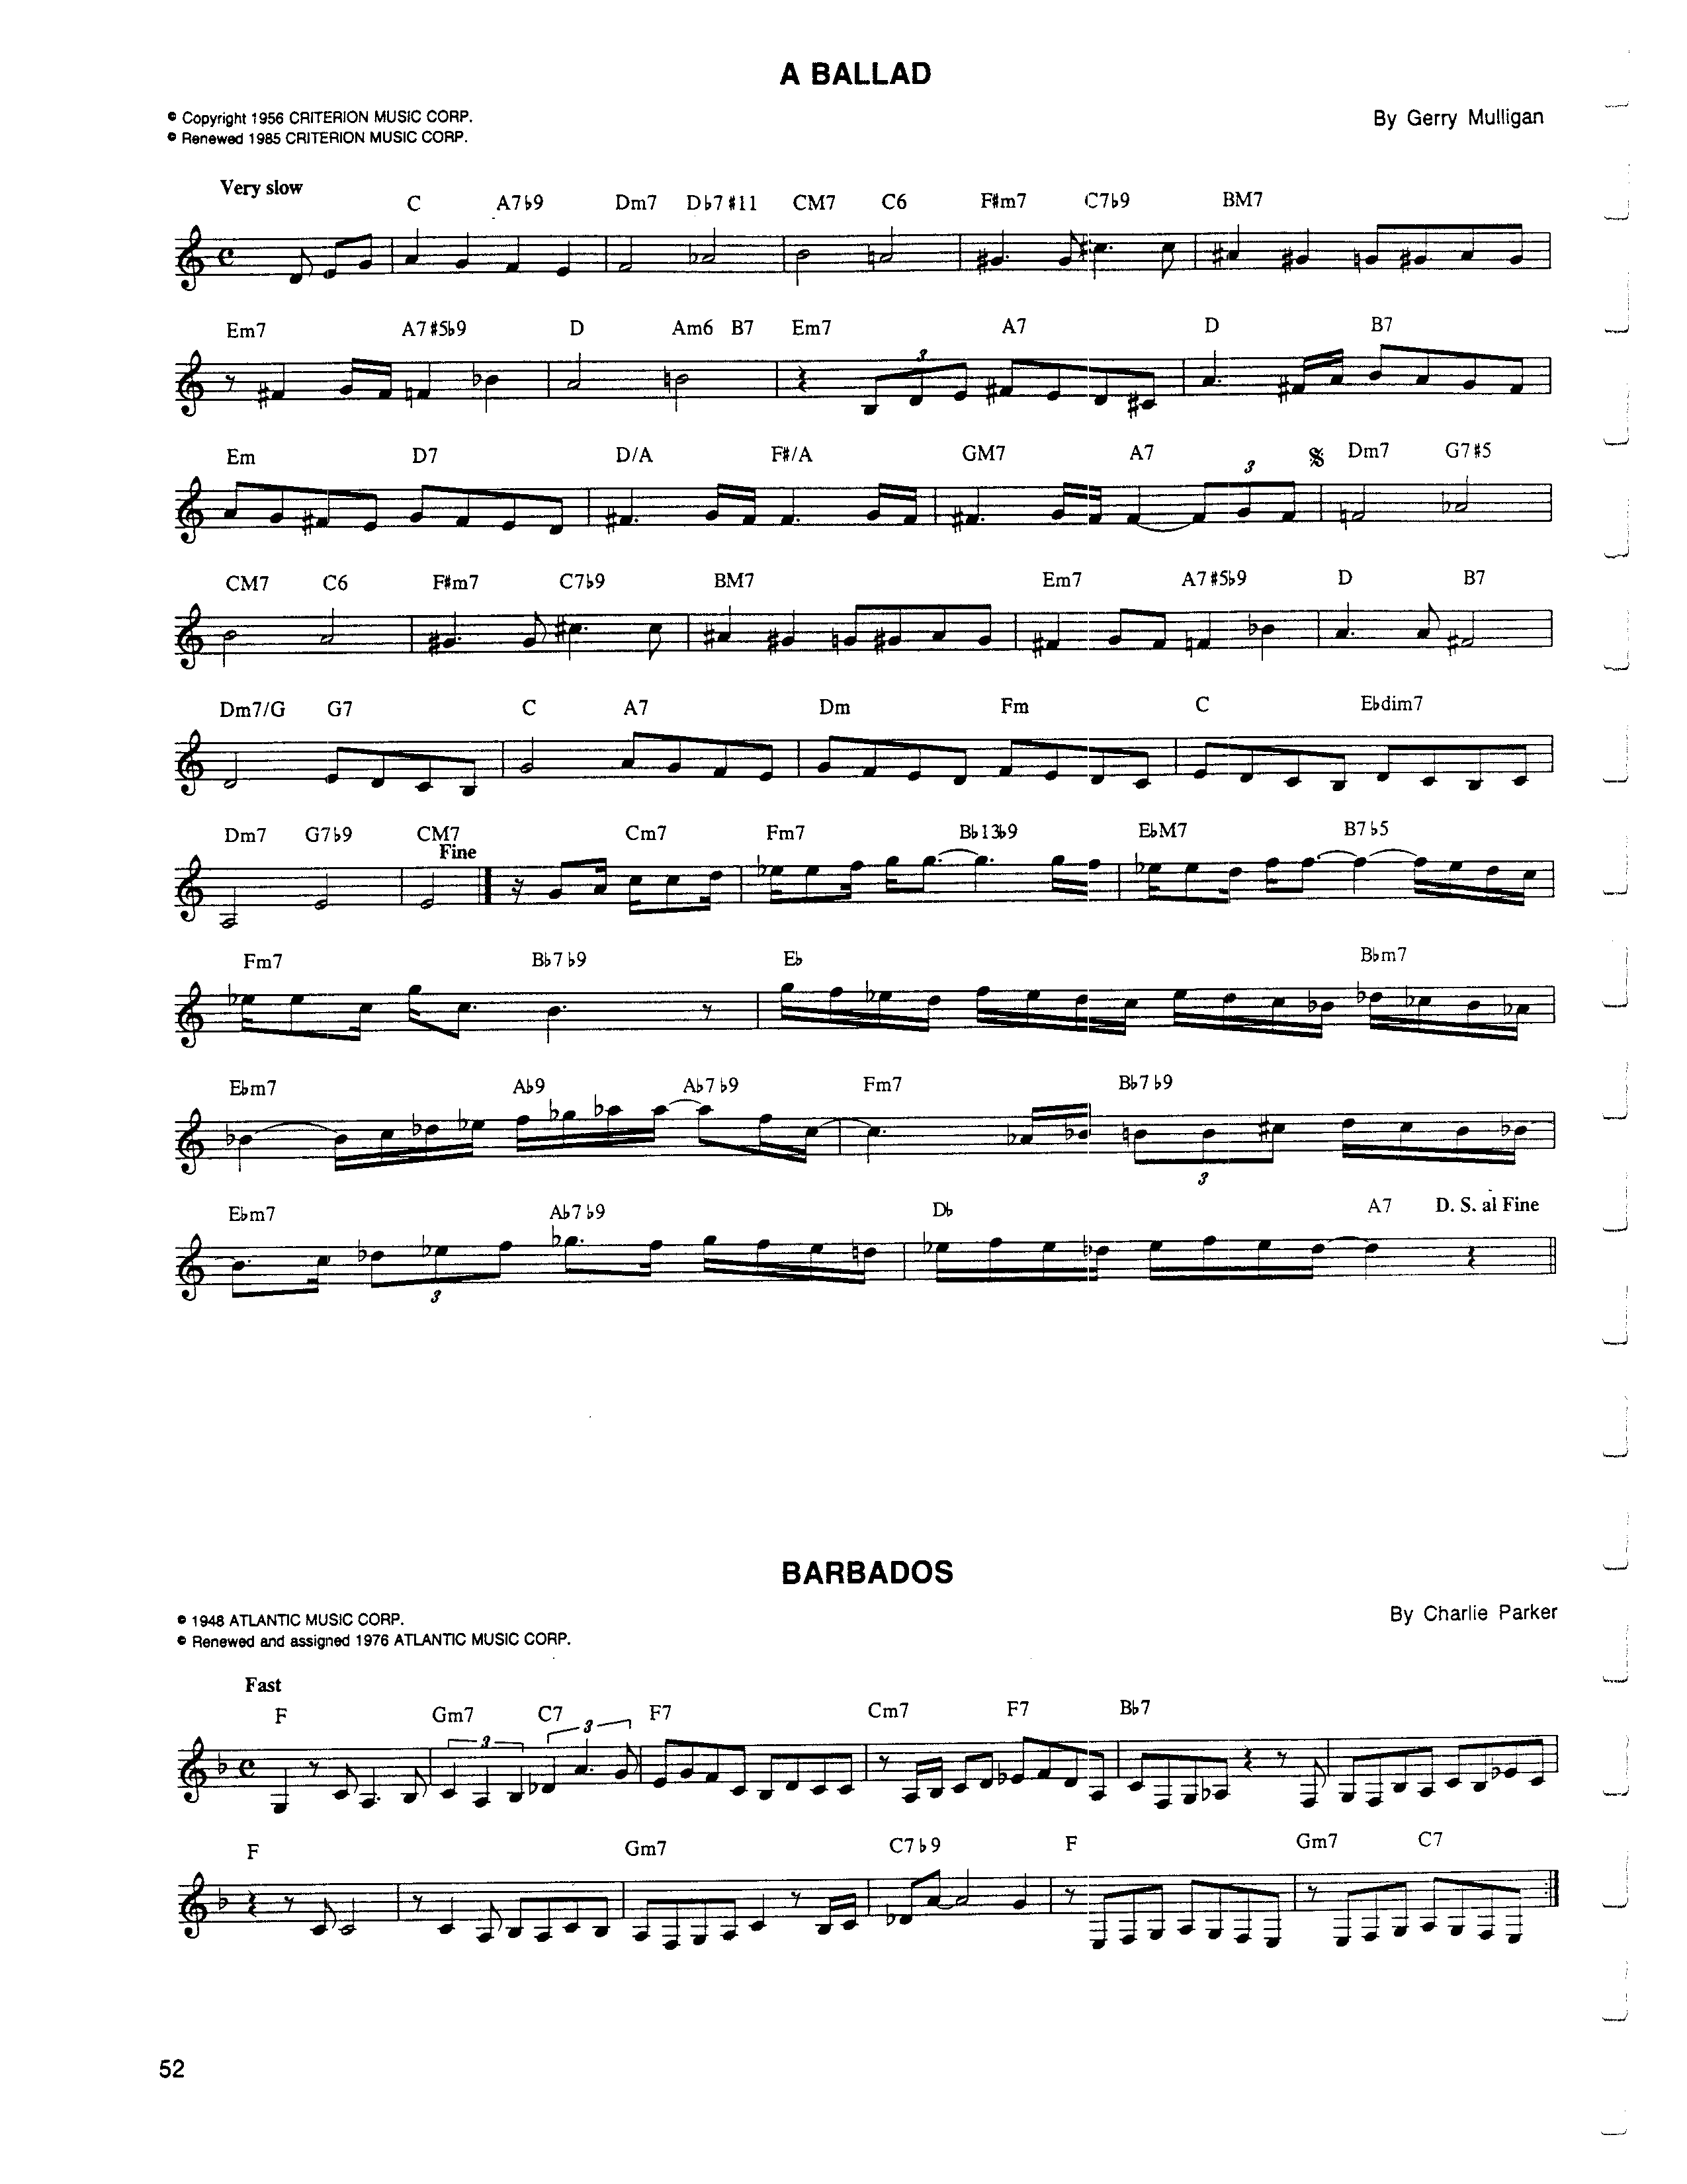 A BALLAD
© Copyright 1956 CRITERION MUSIC CORP.
By Gerry Mulligan
© Renewed 1985 CRITERION MUSIC CORP.
Very slow
C A7♭9 Dm7 D♭7#11 CM7 C6 F#m7 C7♭9 BM7
Em7 A7#5♭9 D Am6 B7 Em7 A7 D B7
3
Em D7 D/A F#/A GM7 A7 Dm7 G7#5
3
CM7 C6 F#m7 C7♭9 BM7 Em7 A7#5♭9 D B7
Dm7/G G7 C A7 Dm Fm C E♭dim7
Dm7 G7♭9 CM7 Cm7 Fm7 B♭13♭9 E♭M7 B7♭5
Fine
Fm7 B♭7♭9 E♭ B♭m7
E♭m7 A♭9 A♭7♭9 Fm7 B♭7♭9
3
E♭m7 A♭7♭9 D♭ A7 D. S. al Fine
3
BARBADOS
© 1948 ATLANTIC MUSIC CORP.
By Charlie Parker
© Renewed and assigned 1976 ATLANTIC MUSIC CORP.
Fast
F Gm7 C7 F7 Cm7 F7 B♭7
3 3
F Gm7 C7♭9 F Gm7 C7
52